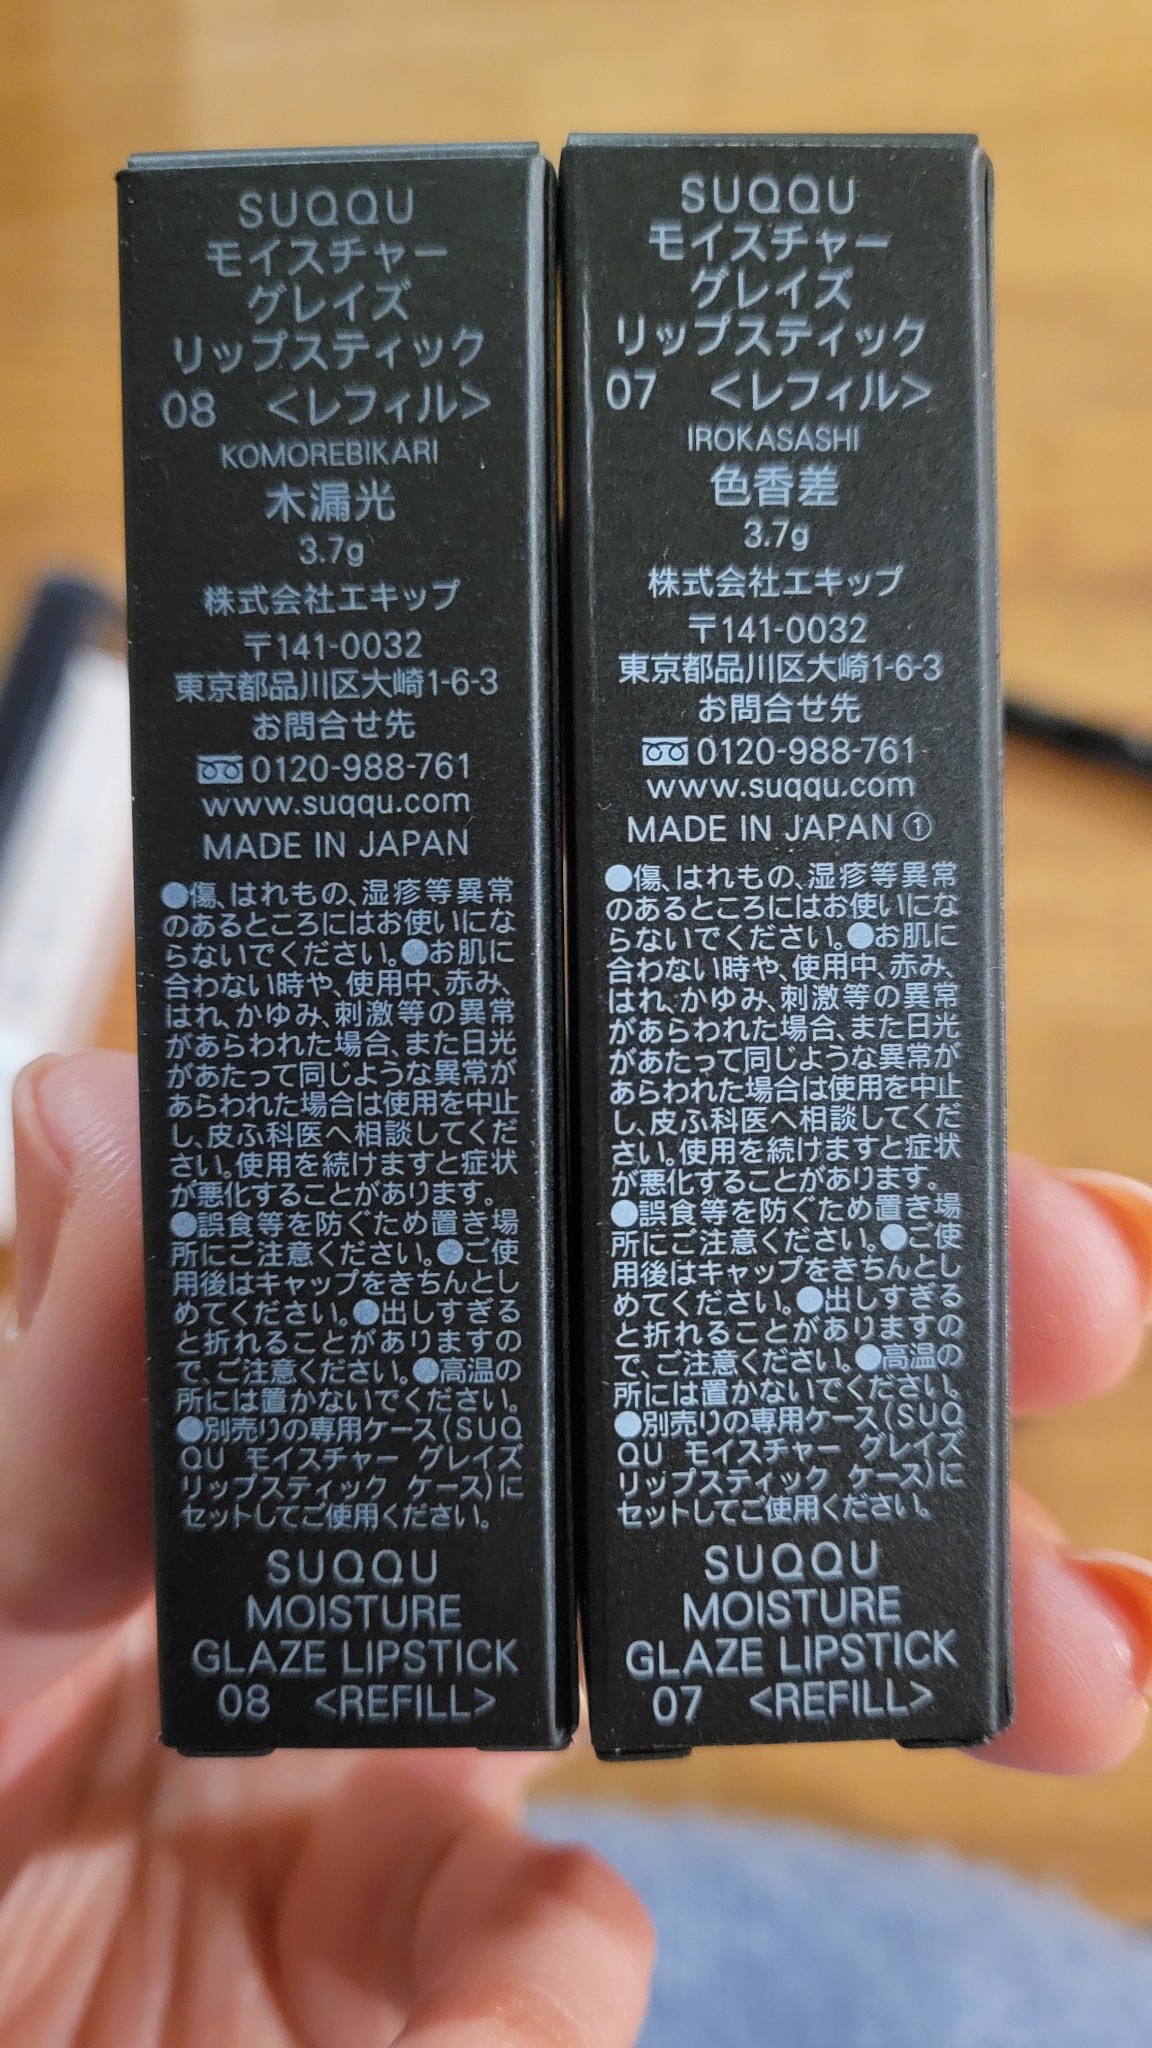 SUQQU
モイスチャー
グレイズ
リップスティック
08 <レフィル>
KOMOREBIKARI
木漏光
3.7g
株式会社エキップ
〒141-0032
東京都品川区大崎1-6-3
お問合せ先
0120-988-761
www.suqqu.com
MADE IN JAPAN
●傷、はれもの、湿疹等異常
のあるところにはお使いにな
らないでください。●お肌に
合わない時や、使用中、赤み、
はれ、かゆみ、刺激等の異常
があらわれた場合、また日光
があたって同じような異常が
あらわれた場合は使用を中止
し、皮ふ科医へ相談してくだ
さい。使用を続けますと症状
が悪化することがあります。
●誤食等を防ぐため置き場
所にご注意ください。●ご使
用後はキャップをきちんとし
めてください。●出しすぎる
と折れることがありますの
で、ご注意ください。●高温の
所には置かないでください。
●別売りの専用ケース(SUQ
QU モイスチャー グレイズ
リップスティック ケース)に
セットしてご使用ください。
SUQQU
MOISTURE
GLAZE LIPSTICK
08 <REFILL>
SUQQU
モイスチャー
グレイズ
リップスティック
07 <レフィル>
IROKASASHI
色香差
3.7g
株式会社エキップ
〒141-0032
東京都品川区大崎1-6-3
お問合せ先
0120-988-761
www.suqqu.com
MADE IN JAPAN ①
●傷、はれもの、湿疹等異常
のあるところにはお使いにな
らないでください。●お肌に
合わない時や、使用中、赤み、
はれ、かゆみ、刺激等の異常
があらわれた場合、また日光
があたって同じような異常が
あらわれた場合は使用を中止
し、皮ふ科医へ相談してくだ
さい。使用を続けますと症状
が悪化することがあります。
●誤食等を防ぐため置き場
所にご注意ください。●ご使
用後はキャップをきちんとし
めてください。●出しすぎる
と折れることがありますの
で、ご注意ください。●高温の
所には置かないでください。
●別売りの専用ケース(SUQ
QU モイスチャー グレイズ
リップスティック ケース)に
セットしてご使用ください。
SUQQU
MOISTURE
GLAZE LIPSTICK
07 <REFILL>